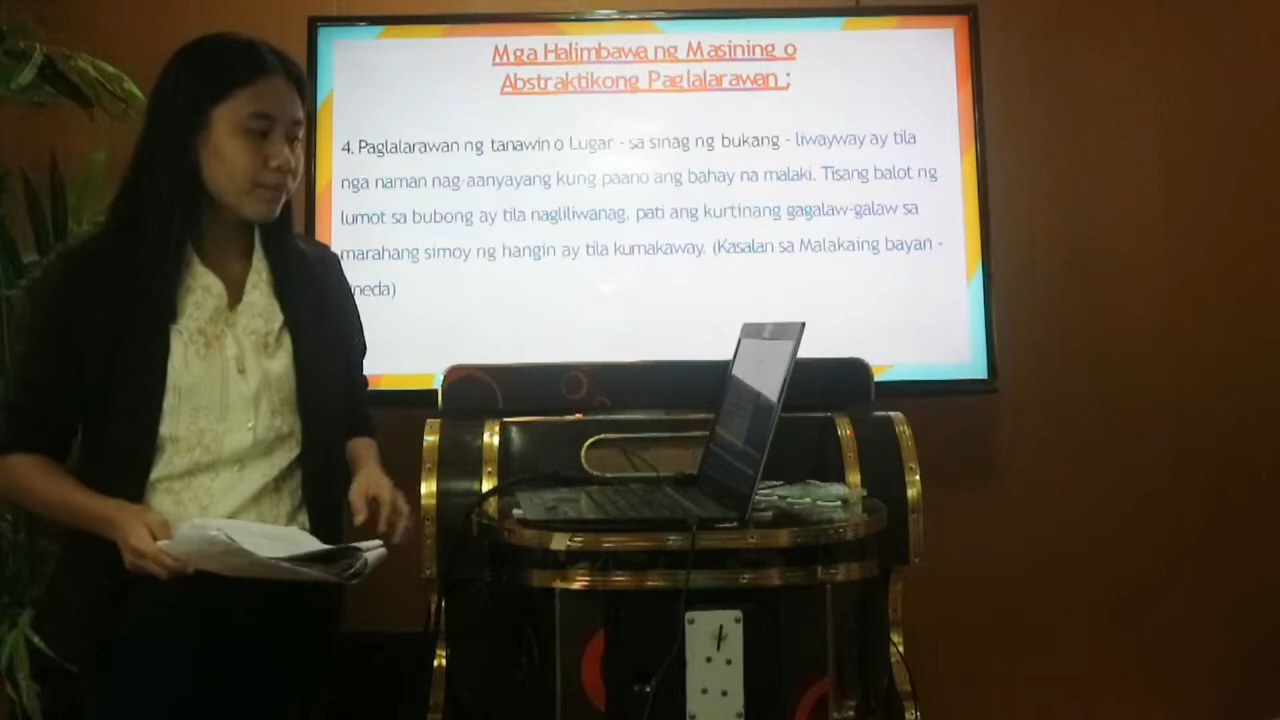 Mga Halimbawa ng Masining o
Abstraktikong Paglalarawan ;
4. Paglalarawan ng tanawin o Lugar - sa sinag ng bukang - liwayway ay tila
nga naman nag-aanyayang kung paano ang bahay na malaki. Tisang balot ng
lumot sa bubong ay tila nagliliwanag, pati ang kurtinang gagalaw-galaw sa
marahang simoy ng hangin ay tila kumakaway. (Kasalan sa Malakaing bayan -